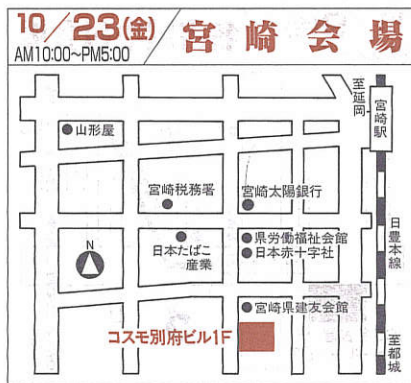 10/23(金)
AM10:00~PM5:00
宮崎会場
至延岡
宮崎駅
山形屋
宮崎税務署
宮崎太陽銀行
日本たばこ
産業
県労働福祉会館
日本赤十字社
日豊本線
N
宮崎県建友会館
コスモ別府ビル1F
至都城